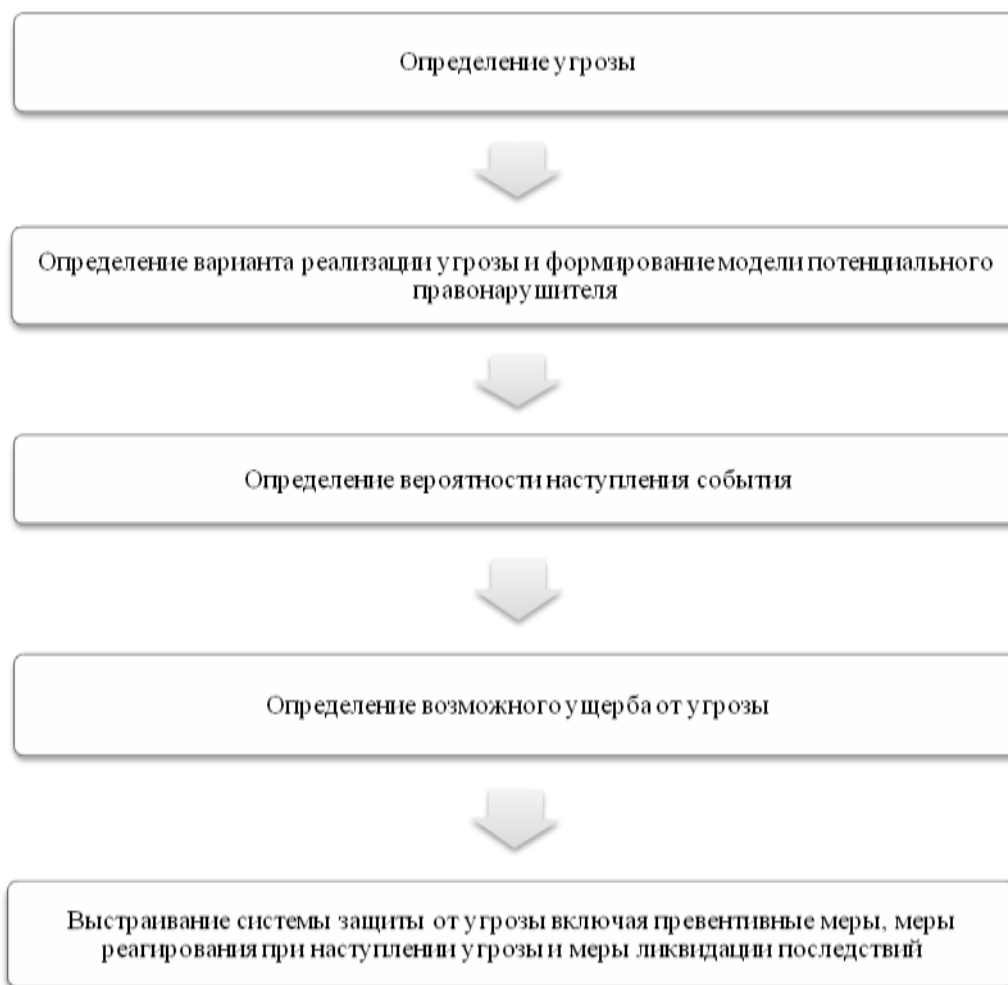 Определение угрозы
Определение варианта реализации угрозы и формирование модели потенциального
правонарушителя
Определение вероятности наступления события
Определение возможного ущерба от угрозы
Выстраивание системы защиты от угрозы включая превентивные меры, меры
реагирования при наступлении угрозы и меры ликвидации последствий